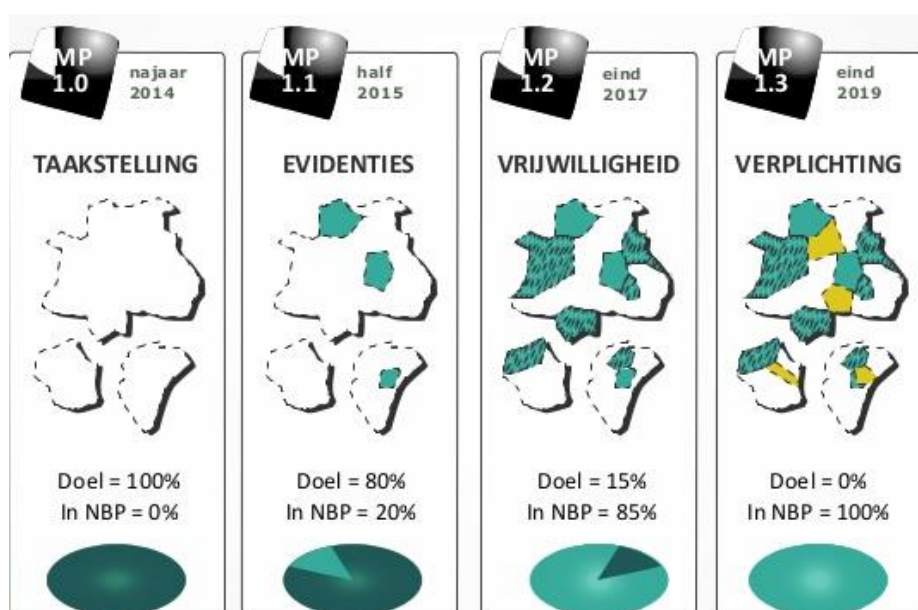 MP
1.0
najaar
2014
TAAKSTELLING
Doel = 100%
In NBP = 0%
MP
1.1
half
2015
EVIDENTIES
Doel = 80%
In NBP = 20%
MP
1.2
eind
2017
VRIJWILLIGHEID
Doel = 15%
In NBP = 85%
MP
1.3
eind
2019
VERPLICHTING
Doel = 0%
In NBP = 100%